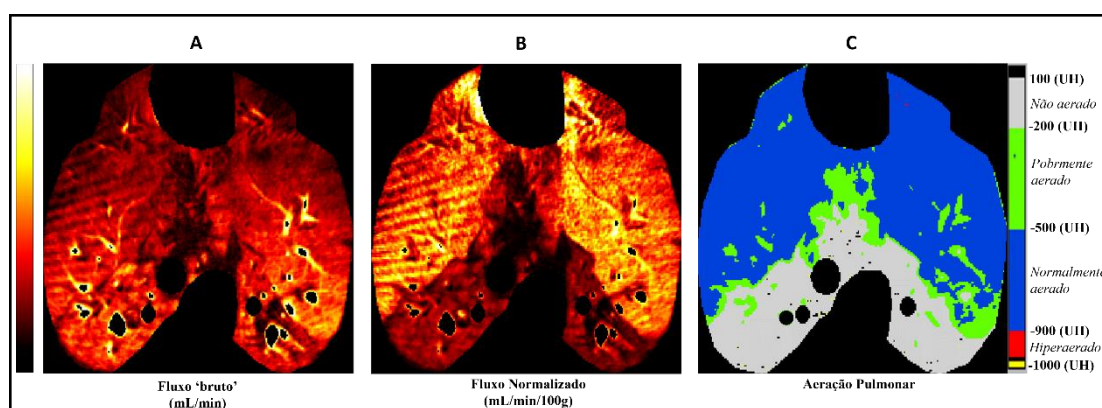 A
B
C
100 (UH)
Não aerado
-200 (UH)
Pobrmente
aerado
-500 (UH)
Normalmente
aerado
-900 (UH)
Hiperaerado
-1000 (UH)
Fluxo 'bruto'
(mL/min)
Fluxo Normalizado
(mL/min/100g)
Aeração Pulmonar